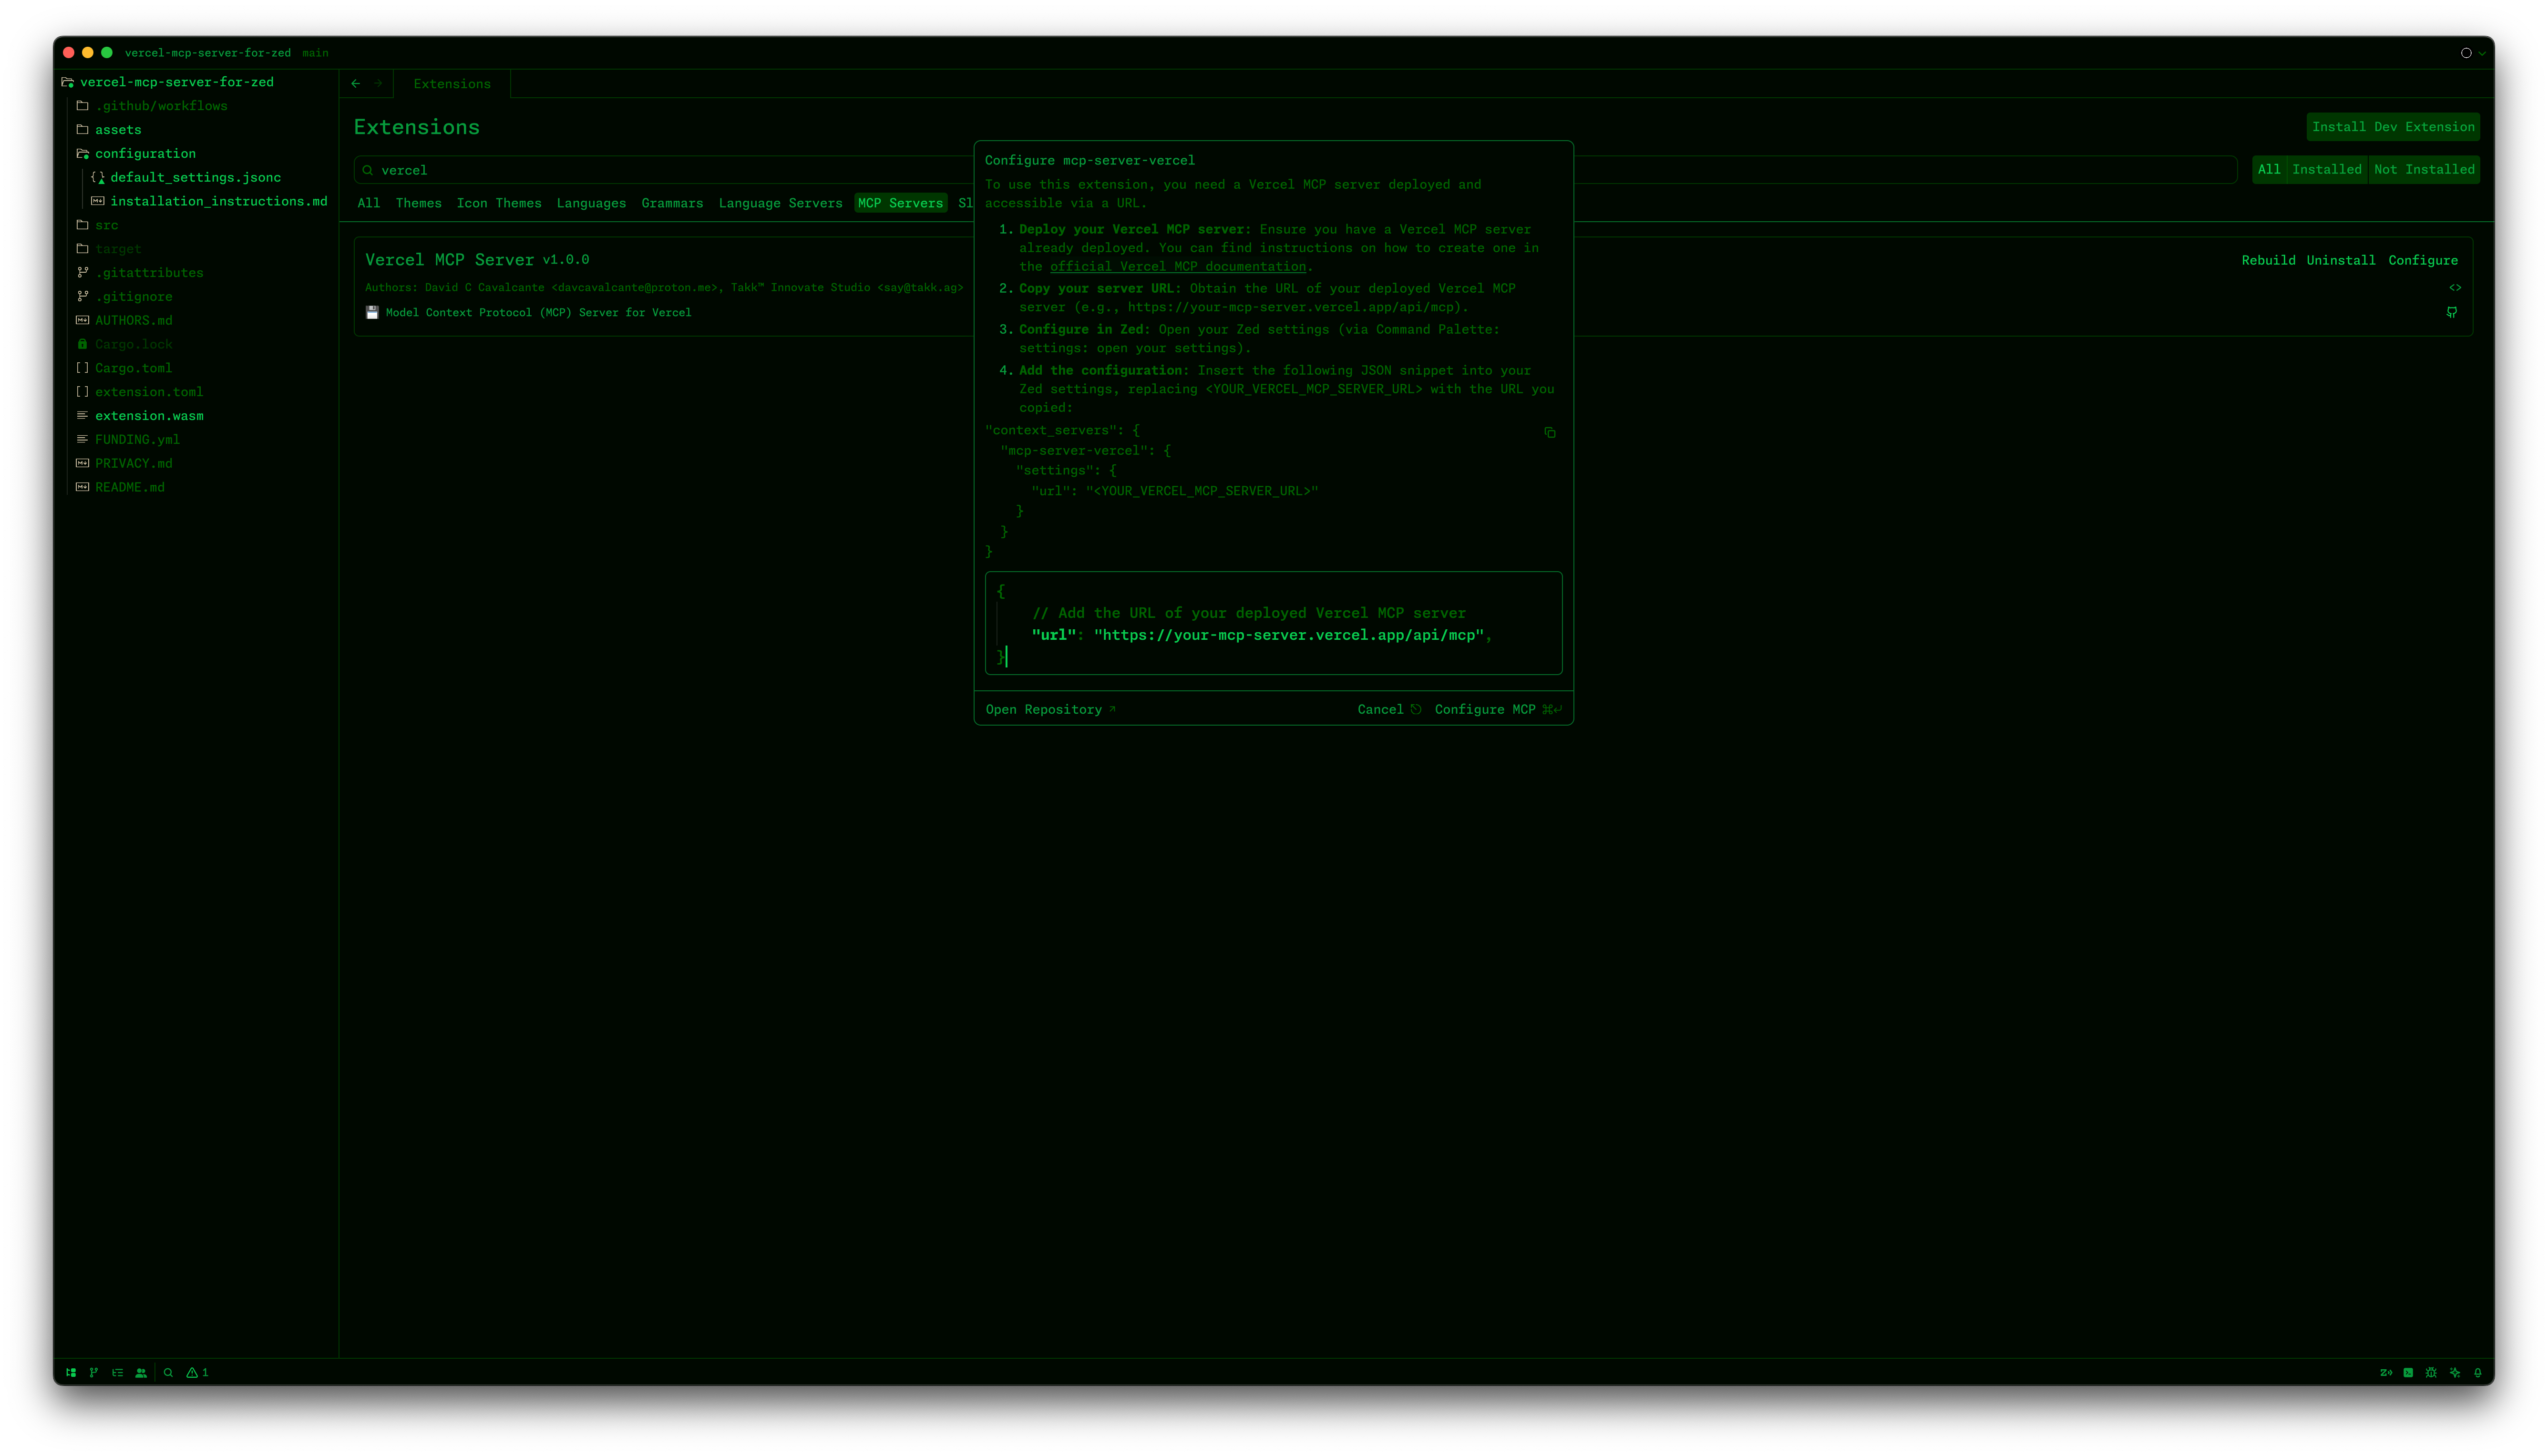 vercel-mcp-server-for-zed main
vercel-mcp-server-for-zed
.github/workflows
assets
configuration
default_settings.jsonc
installation_instructions.md
src
target
.gitattributes
.gitignore
AUTHORS.md
Cargo.lock
Cargo.toml
extension.toml
extension.wasm
FUNDING.yml
PRIVACY.md
README.md
Extensions
Extensions
Install Dev Extension
vercel
All Installed Not Installed
All Themes Icon Themes Languages Grammars Language Servers MCP Servers Sl
Vercel MCP Server v1.0.0
Rebuild Uninstall Configure
Authors: David C Cavalcante <davcavalcante@proton.me>, Takk™ Innovate Studio <say@takk.ag>
Model Context Protocol (MCP) Server for Vercel
Configure mcp-server-vercel
To use this extension, you need a Vercel MCP server deployed and
accessible via a URL.
1. Deploy your Vercel MCP server: Ensure you have a Vercel MCP server
already deployed. You can find instructions on how to create one in
the official Vercel MCP documentation.
2. Copy your server URL: Obtain the URL of your deployed Vercel MCP
server (e.g., https://your-mcp-server.vercel.app/api/mcp).
3. Configure in Zed: Open your Zed settings (via Command Palette:
settings: open your settings).
4. Add the configuration: Insert the following JSON snippet into your
Zed settings, replacing <YOUR_VERCEL_MCP_SERVER_URL> with the URL you
copied:
"context_servers": {
"mcp-server-vercel": {
"settings": {
"url": "<YOUR_VERCEL_MCP_SERVER_URL>"
}
}
}
{
// Add the URL of your deployed Vercel MCP server
"url": "https://your-mcp-server.vercel.app/api/mcp",
}
Open Repository
Cancel Configure MCP ⌘↵
1